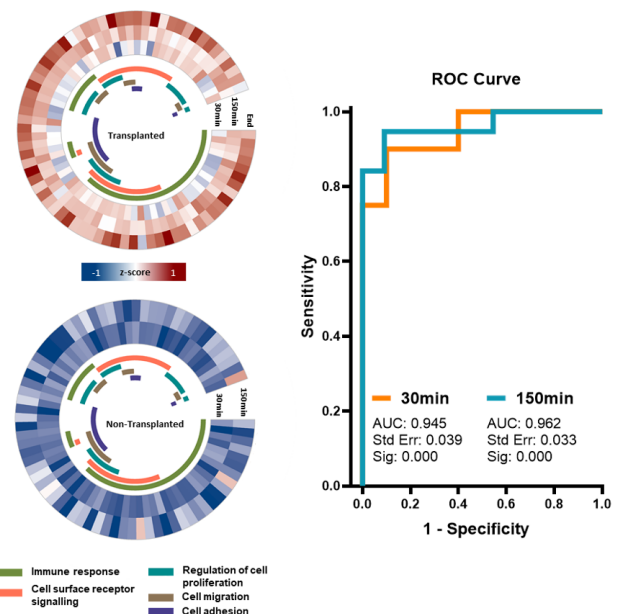 Transplanted
30min
150min
End
-1 z-score 1
Non-Transplanted
30min
150min
Immune response
Cell surface receptor
signalling
Regulation of cell
proliferation
Cell migration
Cell adhesion
ROC Curve
Sensitivity
1.0
0.8
0.6
0.4
0.2
0.0
30min
AUC: 0.945
Std Err: 0.039
Sig: 0.000
150min
AUC: 0.962
Std Err: 0.033
Sig: 0.000
0.0 0.2 0.4 0.6 0.8 1.0
1 - Specificity